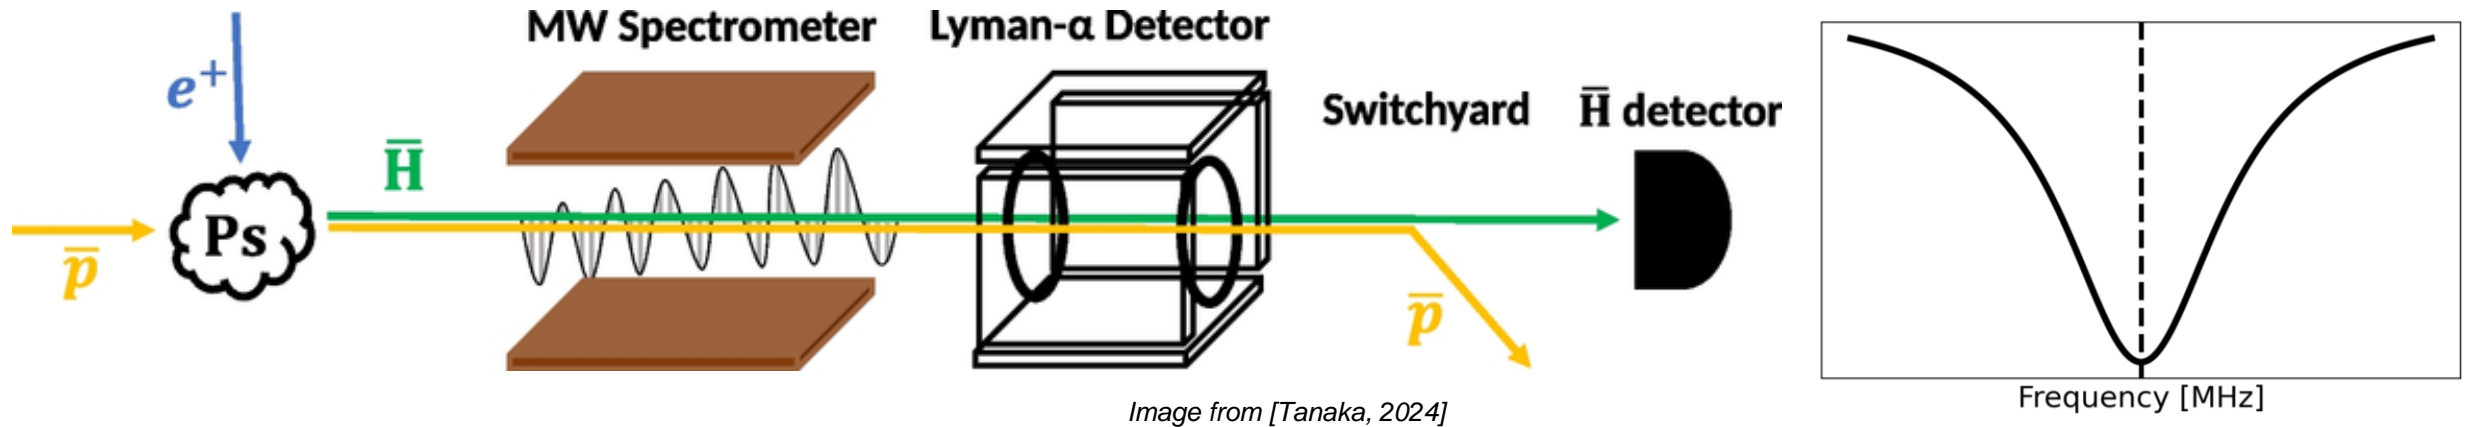 MW Spectrometer
Lyman-α Detector
e⁺
H̅
Switchyard
H̅ detector
Ps
p̅
p̅
Frequency [MHz]
Image from [Tanaka, 2024]